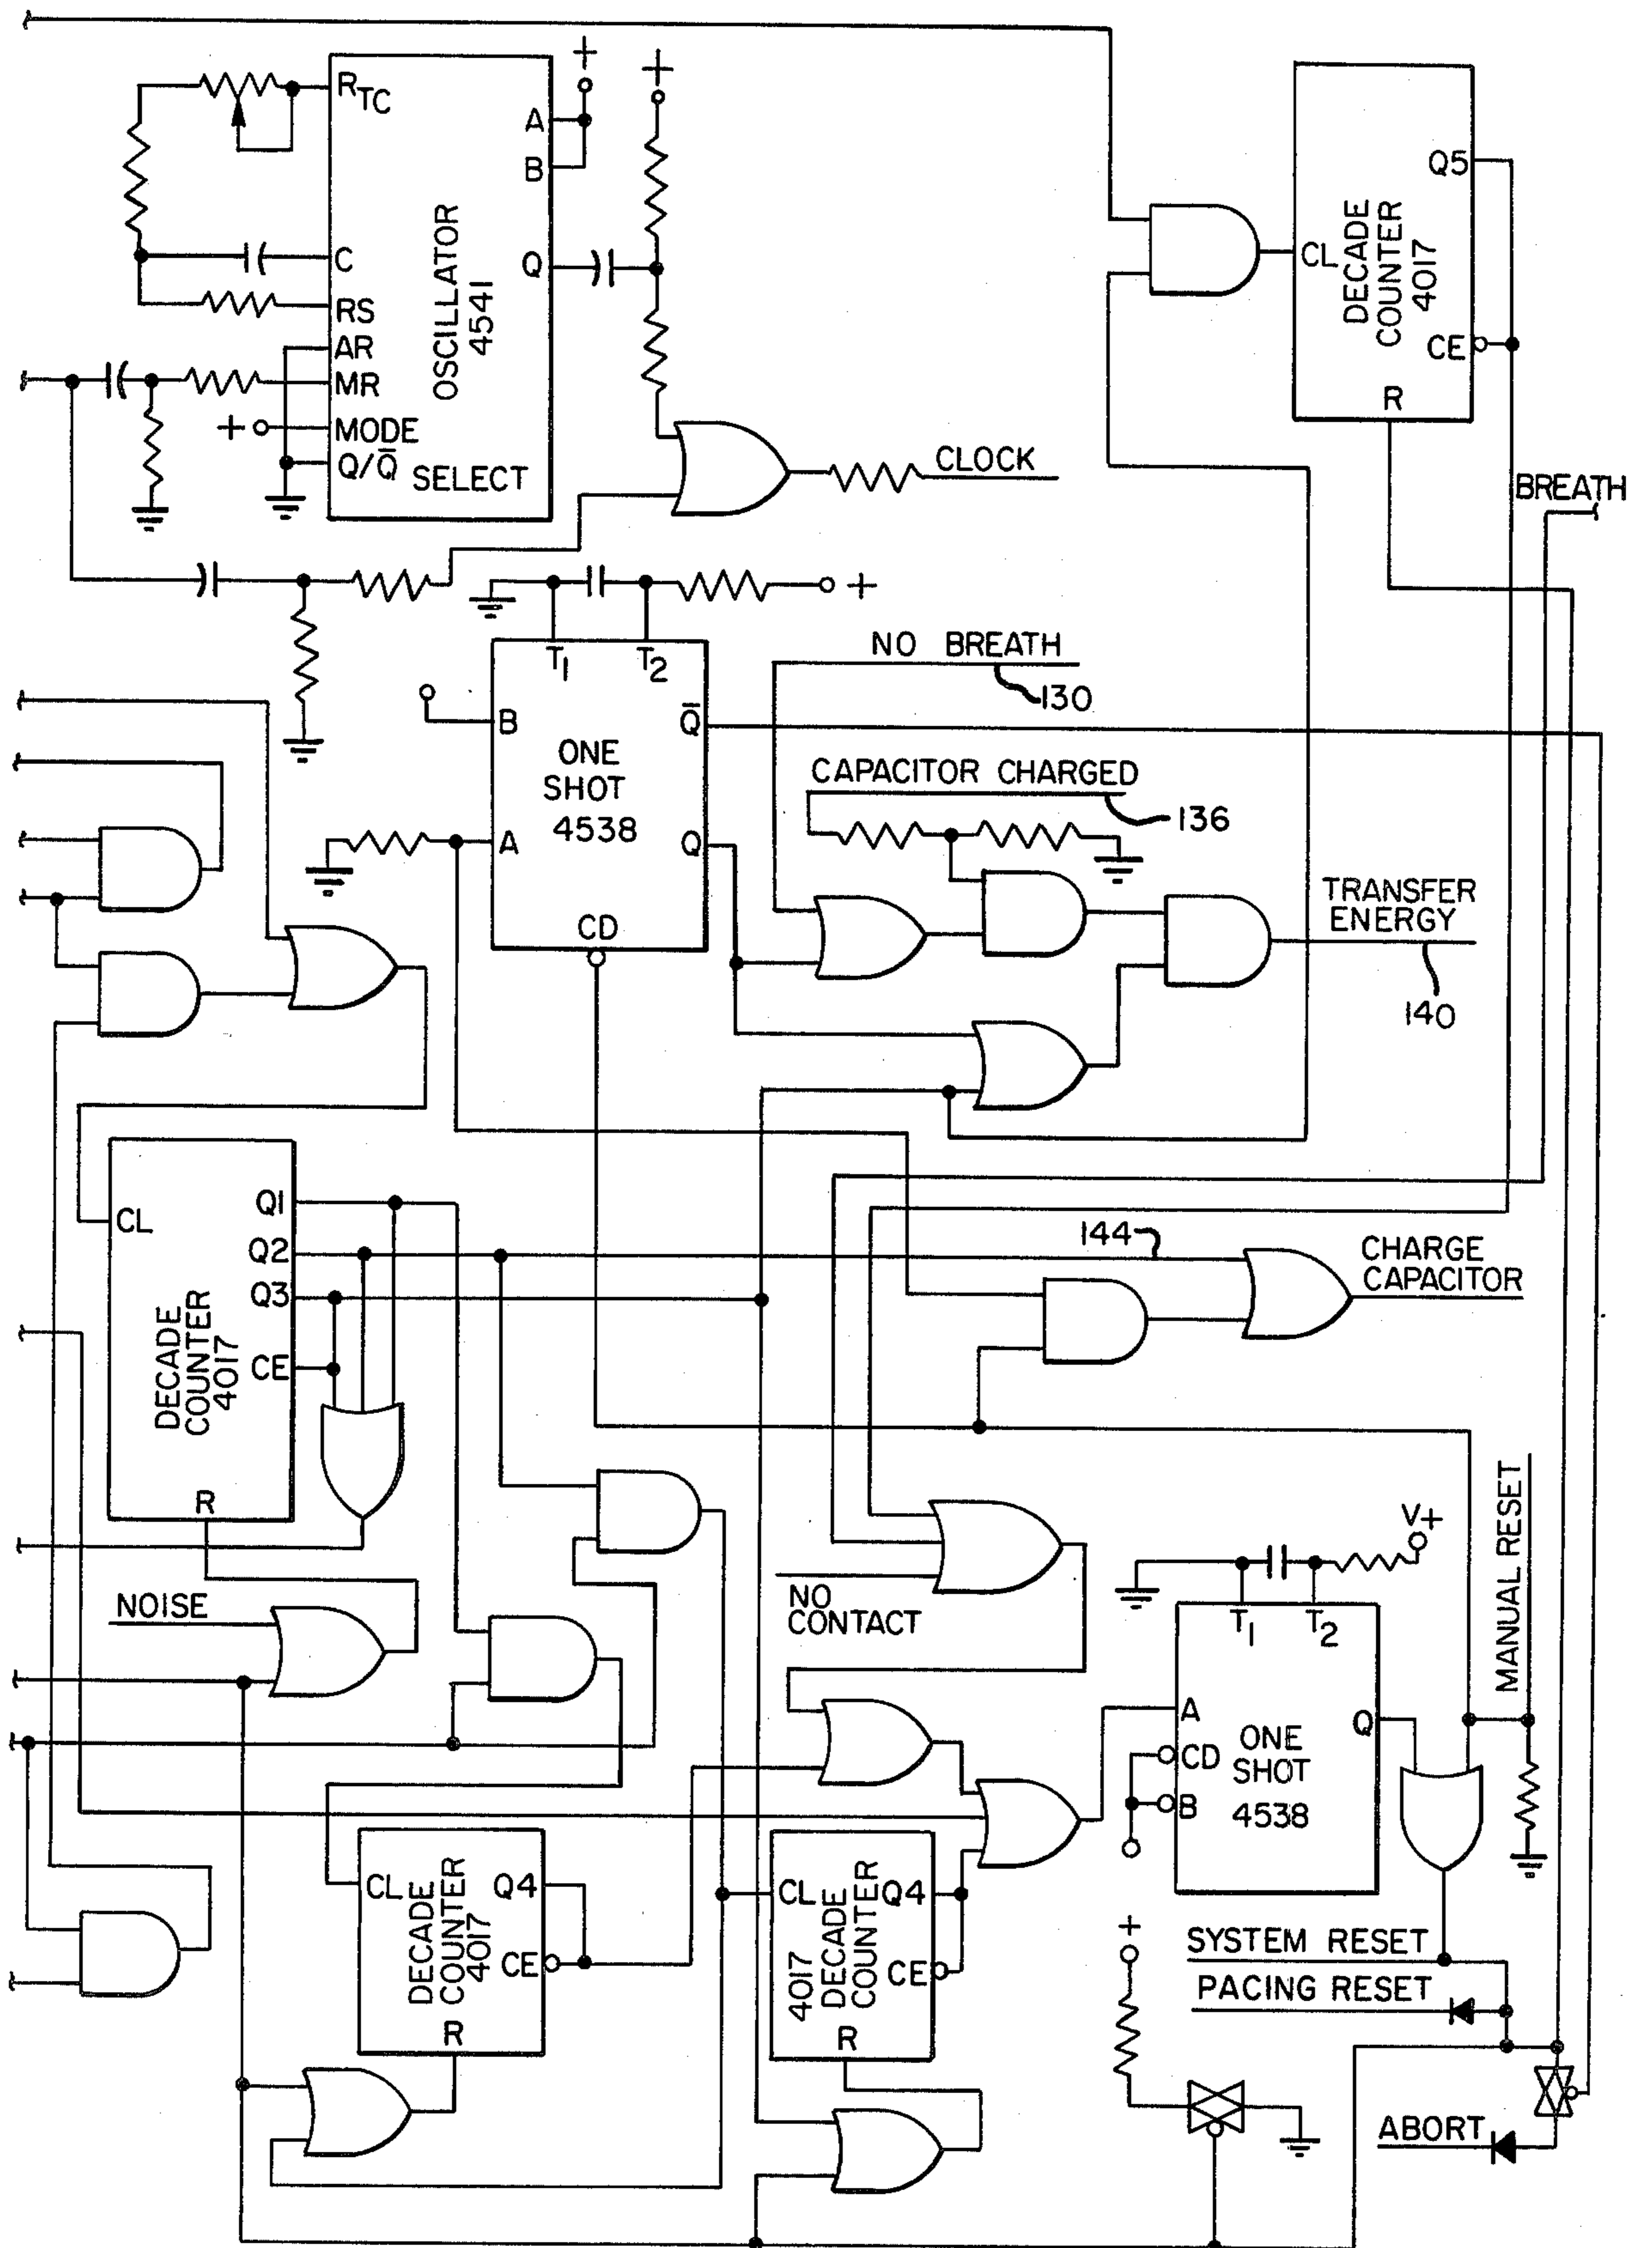 +
+
R_TC
A
B
OSCILLATOR
4541
C
Q
RS
AR
MR
+
MODE
Q/Q̅ SELECT
CLOCK
Q5
DECADE
COUNTER
4017
CL
CE
R
BREATH
+
T1
T2
B
Q̅
ONE
SHOT
4538
A
Q
CD
NO BREATH
130
CAPACITOR CHARGED
136
TRANSFER
ENERGY
140
CL
Q1
Q2
Q3
CE
DECADE
COUNTER
4017
R
144
CHARGE
CAPACITOR
NOISE
NO
CONTACT
V+
MANUAL RESET
T1
T2
A
Q
CD
ONE
SHOT
4538
B
CL
Q4
DECADE
COUNTER
4017
CE
R
CL
Q4
4017
DECADE
COUNTER
CE
R
+
SYSTEM RESET
PACING RESET
ABORT